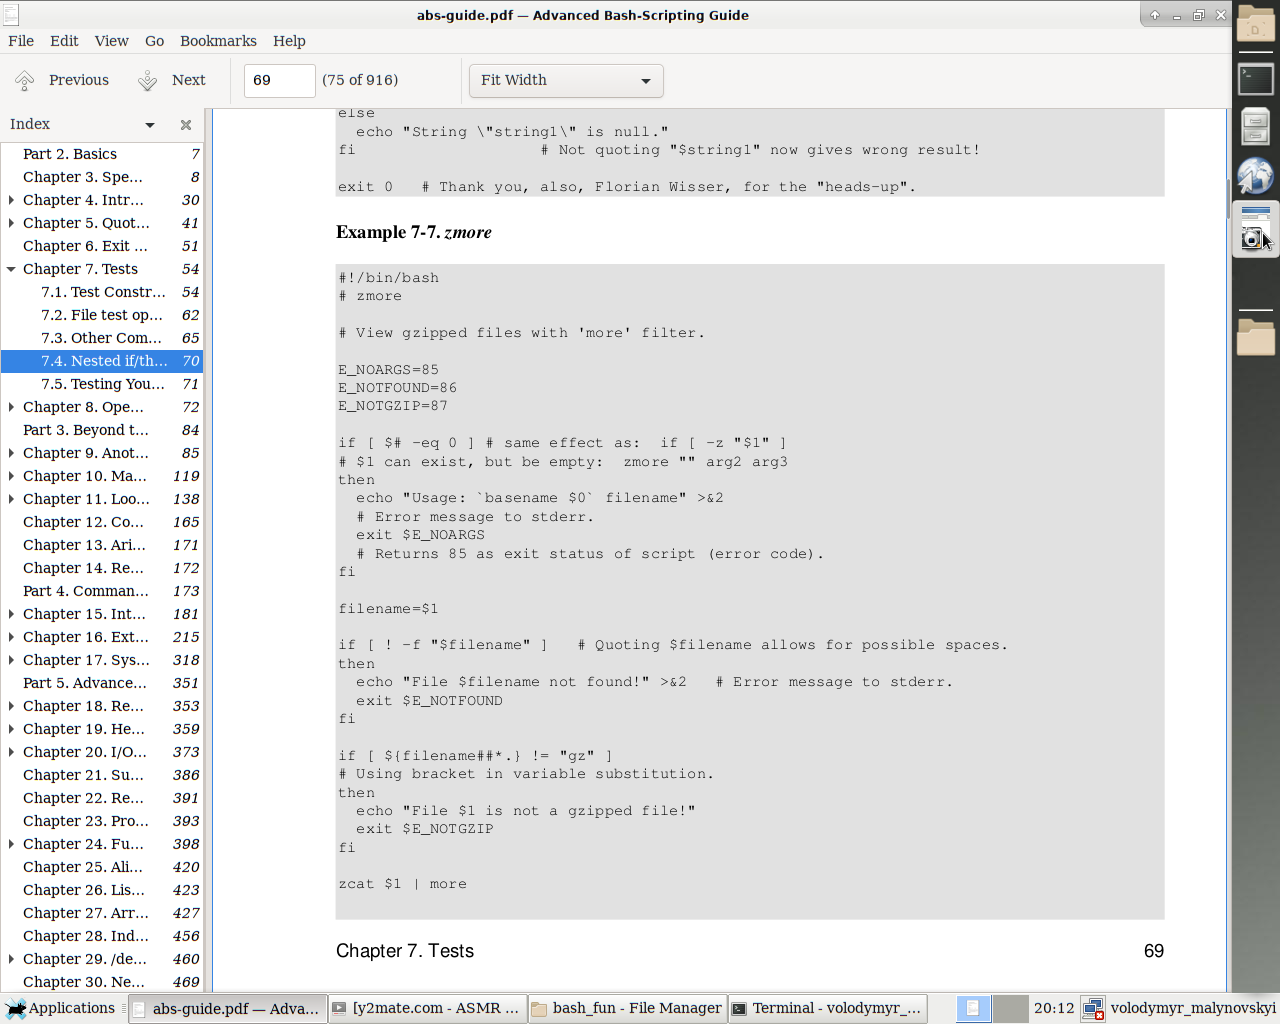 abs-guide.pdf — Advanced Bash-Scripting Guide
File Edit View Go Bookmarks Help
Previous Next 69 (75 of 916) Fit Width
Index
Part 2. Basics 7
Chapter 3. Spe... 8
Chapter 4. Intr... 30
Chapter 5. Quot... 41
Chapter 6. Exit ... 51
Chapter 7. Tests 54
7.1. Test Constr... 54
7.2. File test op... 62
7.3. Other Com... 65
7.4. Nested if/th... 70
7.5. Testing You... 71
Chapter 8. Ope... 72
Part 3. Beyond t... 84
Chapter 9. Anot... 85
Chapter 10. Ma... 119
Chapter 11. Loo... 138
Chapter 12. Co... 165
Chapter 13. Ari... 171
Chapter 14. Re... 172
Part 4. Comman... 173
Chapter 15. Int... 181
Chapter 16. Ext... 215
Chapter 17. Sys... 318
Part 5. Advance... 351
Chapter 18. Re... 353
Chapter 19. He... 359
Chapter 20. I/O... 373
Chapter 21. Su... 386
Chapter 22. Re... 391
Chapter 23. Pro... 393
Chapter 24. Fu... 398
Chapter 25. Ali... 420
Chapter 26. Lis... 423
Chapter 27. Arr... 427
Chapter 28. Ind... 456
Chapter 29. /de... 460
Chapter 30. Ne... 469
else
echo "String \"string1\" is null."
fi # Not quoting "$string1" now gives wrong result!
exit 0 # Thank you, also, Florian Wisser, for the "heads-up".
Example 7-7. zmore
#!/bin/bash
# zmore
# View gzipped files with 'more' filter.
E_NOARGS=85
E_NOTFOUND=86
E_NOTGZIP=87
if [ $# -eq 0 ] # same effect as: if [ -z "$1" ]
# $1 can exist, but be empty: zmore "" arg2 arg3
then
echo "Usage: `basename $0` filename" >&2
# Error message to stderr.
exit $E_NOARGS
# Returns 85 as exit status of script (error code).
fi
filename=$1
if [ ! -f "$filename" ] # Quoting $filename allows for possible spaces.
then
echo "File $filename not found!" >&2 # Error message to stderr.
exit $E_NOTFOUND
fi
if [ ${filename##*.} != "gz" ]
# Using bracket in variable substitution.
then
echo "File $1 is not a gzipped file!"
exit $E_NOTGZIP
fi
zcat $1 | more
Chapter 7. Tests 69
Applications abs-guide.pdf — Adva... [y2mate.com - ASMR ... bash_fun - File Manager Terminal - volodymyr_... 20:12 volodymyr_malynovskyi